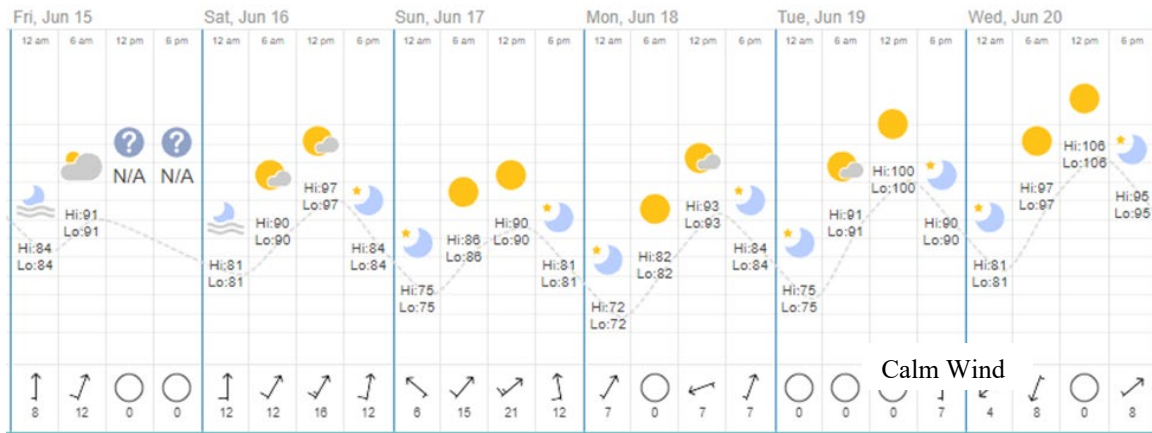 Fri, Jun 15 Sat, Jun 16 Sun, Jun 17 Mon, Jun 18 Tue, Jun 19 Wed, Jun 20
12 am 6 am 12 pm 6 pm 12 am 6 am 12 pm 6 pm 12 am 6 am 12 pm 6 pm 12 am 6 am 12 pm 6 pm 12 am 6 am 12 pm 6 pm 12 am 6 am 12 pm 6 pm
Hi:84
Lo:84
Hi:91
Lo:91
?
N/A
?
N/A
Hi:81
Lo:81
Hi:90
Lo:90
Hi:97
Lo:97
Hi:84
Lo:84
Hi:75
Lo:75
Hi:86
Lo:86
Hi:90
Lo:90
Hi:81
Lo:81
Hi:72
Lo:72
Hi:82
Lo:82
Hi:93
Lo:93
Hi:84
Lo:84
Hi:75
Lo:75
Hi:91
Lo:91
Hi:100
Lo:100
Hi:90
Lo:90
Hi:81
Lo:81
Hi:97
Lo:97
Hi:106
Lo:106
Hi:95
Lo:95
Calm Wind
8 12 0 0 12 12 16 12 6 15 21 12 7 0 7 7 0 0 0 7 4 8 0 8